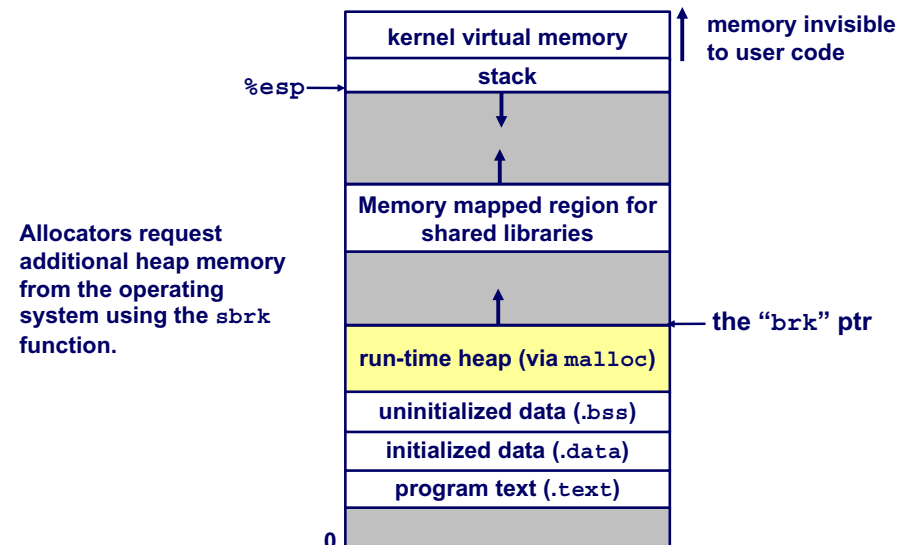 kernel virtual memory
memory invisible
to user code
stack
%esp
Memory mapped region for
shared libraries
Allocators request
additional heap memory
from the operating
system using the sbrk
function.
the “brk” ptr
run-time heap (via malloc)
uninitialized data (.bss)
initialized data (.data)
program text (.text)
0